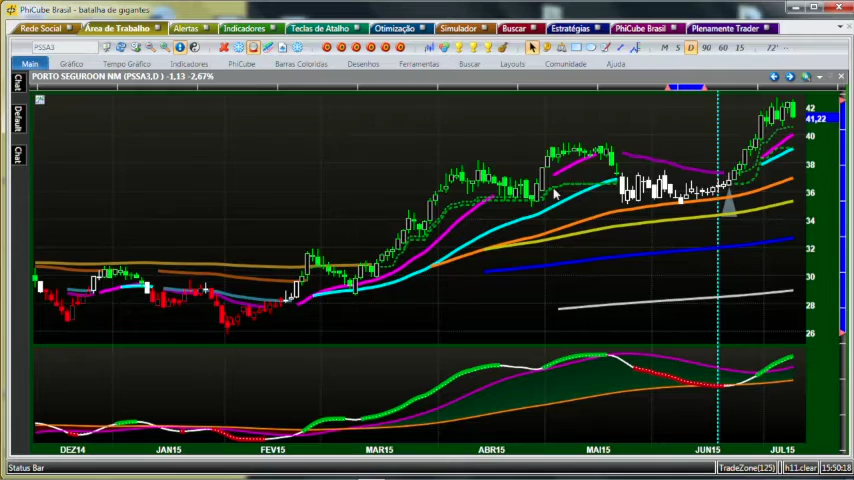 PhiCube Brasil - batalha de gigantes
Rede Social Área de Trabalho Alertas Indicadores Teclas de Atalho Otimização Simulador Buscar Estratégias PhiCube Brasil Plenamente Trader
PSSA3 M S D 90 60 15 72'
Main Gráfico Tempo Gráfico Indicadores PhiCube Barras Coloridas Desenhos Ferramentas Buscar Layouts Comunidade Ajuda
PORTO SEGUROON NM (PSSA3,D ) -1,13 -2,67%
Chat
Default
Chat
42
41,22
40
38
36
34
32
30
28
26
DEZ14 JAN15 FEV15 MAR15 ABR15 MAI15 JUN15 JUL15
Status Bar TradeZone(125) h11.clear 15:50:18